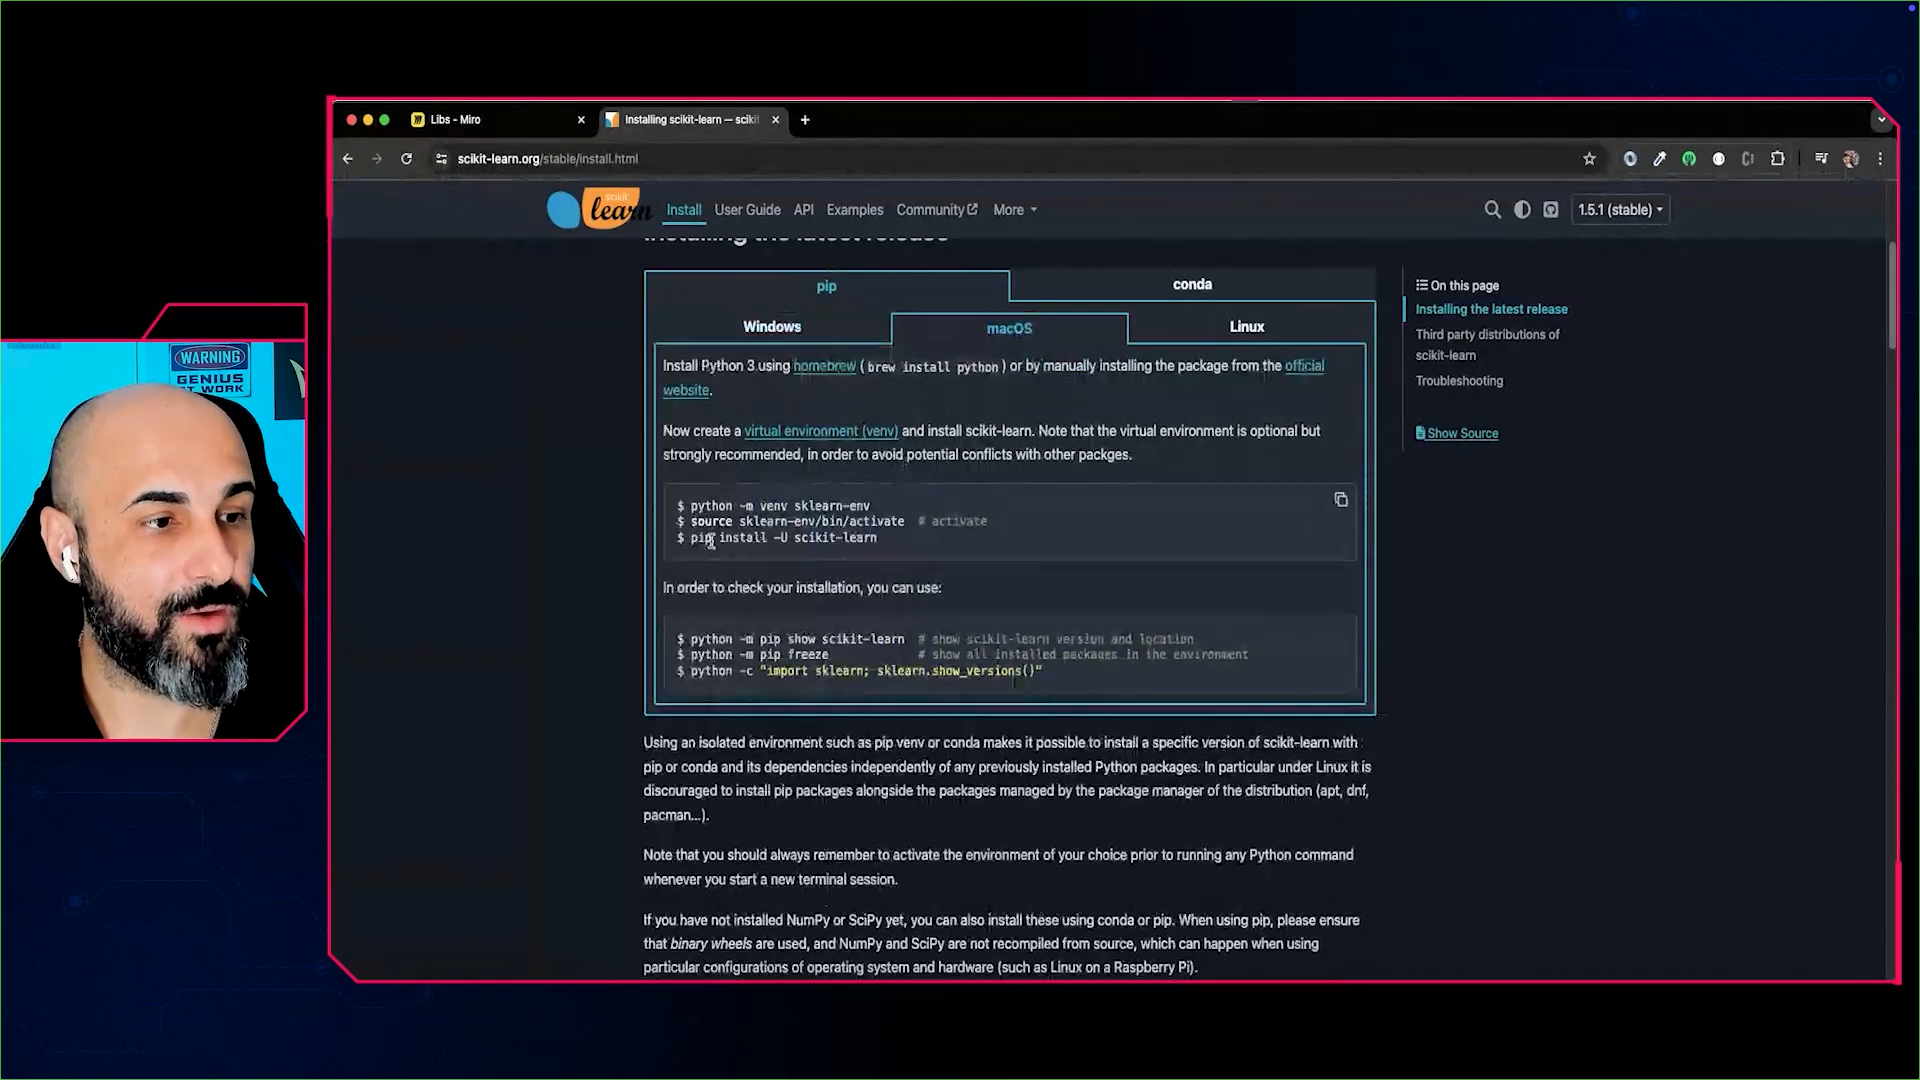 Libs - Miro
Installing scikit-learn — scikit
scikit-learn.org/stable/install.html
scikit
learn
Install User Guide API Examples Community More
1.5.1 (stable)
Installing the latest release
pip conda
Windows macOS Linux
Install Python 3 using homebrew (brew install python) or by manually installing the package from the official
website.
Now create a virtual environment (venv) and install scikit-learn. Note that the virtual environment is optional but
strongly recommended, in order to avoid potential conflicts with other packges.
$ python -m venv sklearn-env
$ source sklearn-env/bin/activate # activate
$ pip install -U scikit-learn
In order to check your installation, you can use:
$ python -m pip show scikit-learn # show scikit-learn version and location
$ python -m pip freeze # show all installed packages in the environment
$ python -c "import sklearn; sklearn.show_versions()"
Using an isolated environment such as pip venv or conda makes it possible to install a specific version of scikit-learn with
pip or conda and its dependencies independently of any previously installed Python packages. In particular under Linux it is
discouraged to install pip packages alongside the packages managed by the package manager of the distribution (apt, dnf,
pacman…).
Note that you should always remember to activate the environment of your choice prior to running any Python command
whenever you start a new terminal session.
If you have not installed NumPy or SciPy yet, you can also install these using conda or pip. When using pip, please ensure
that binary wheels are used, and NumPy and SciPy are not recompiled from source, which can happen when using
particular configurations of operating system and hardware (such as Linux on a Raspberry Pi).
On this page
Installing the latest release
Third party distributions of
scikit-learn
Troubleshooting
Show Source
WARNING
GENIUS
AT WORK